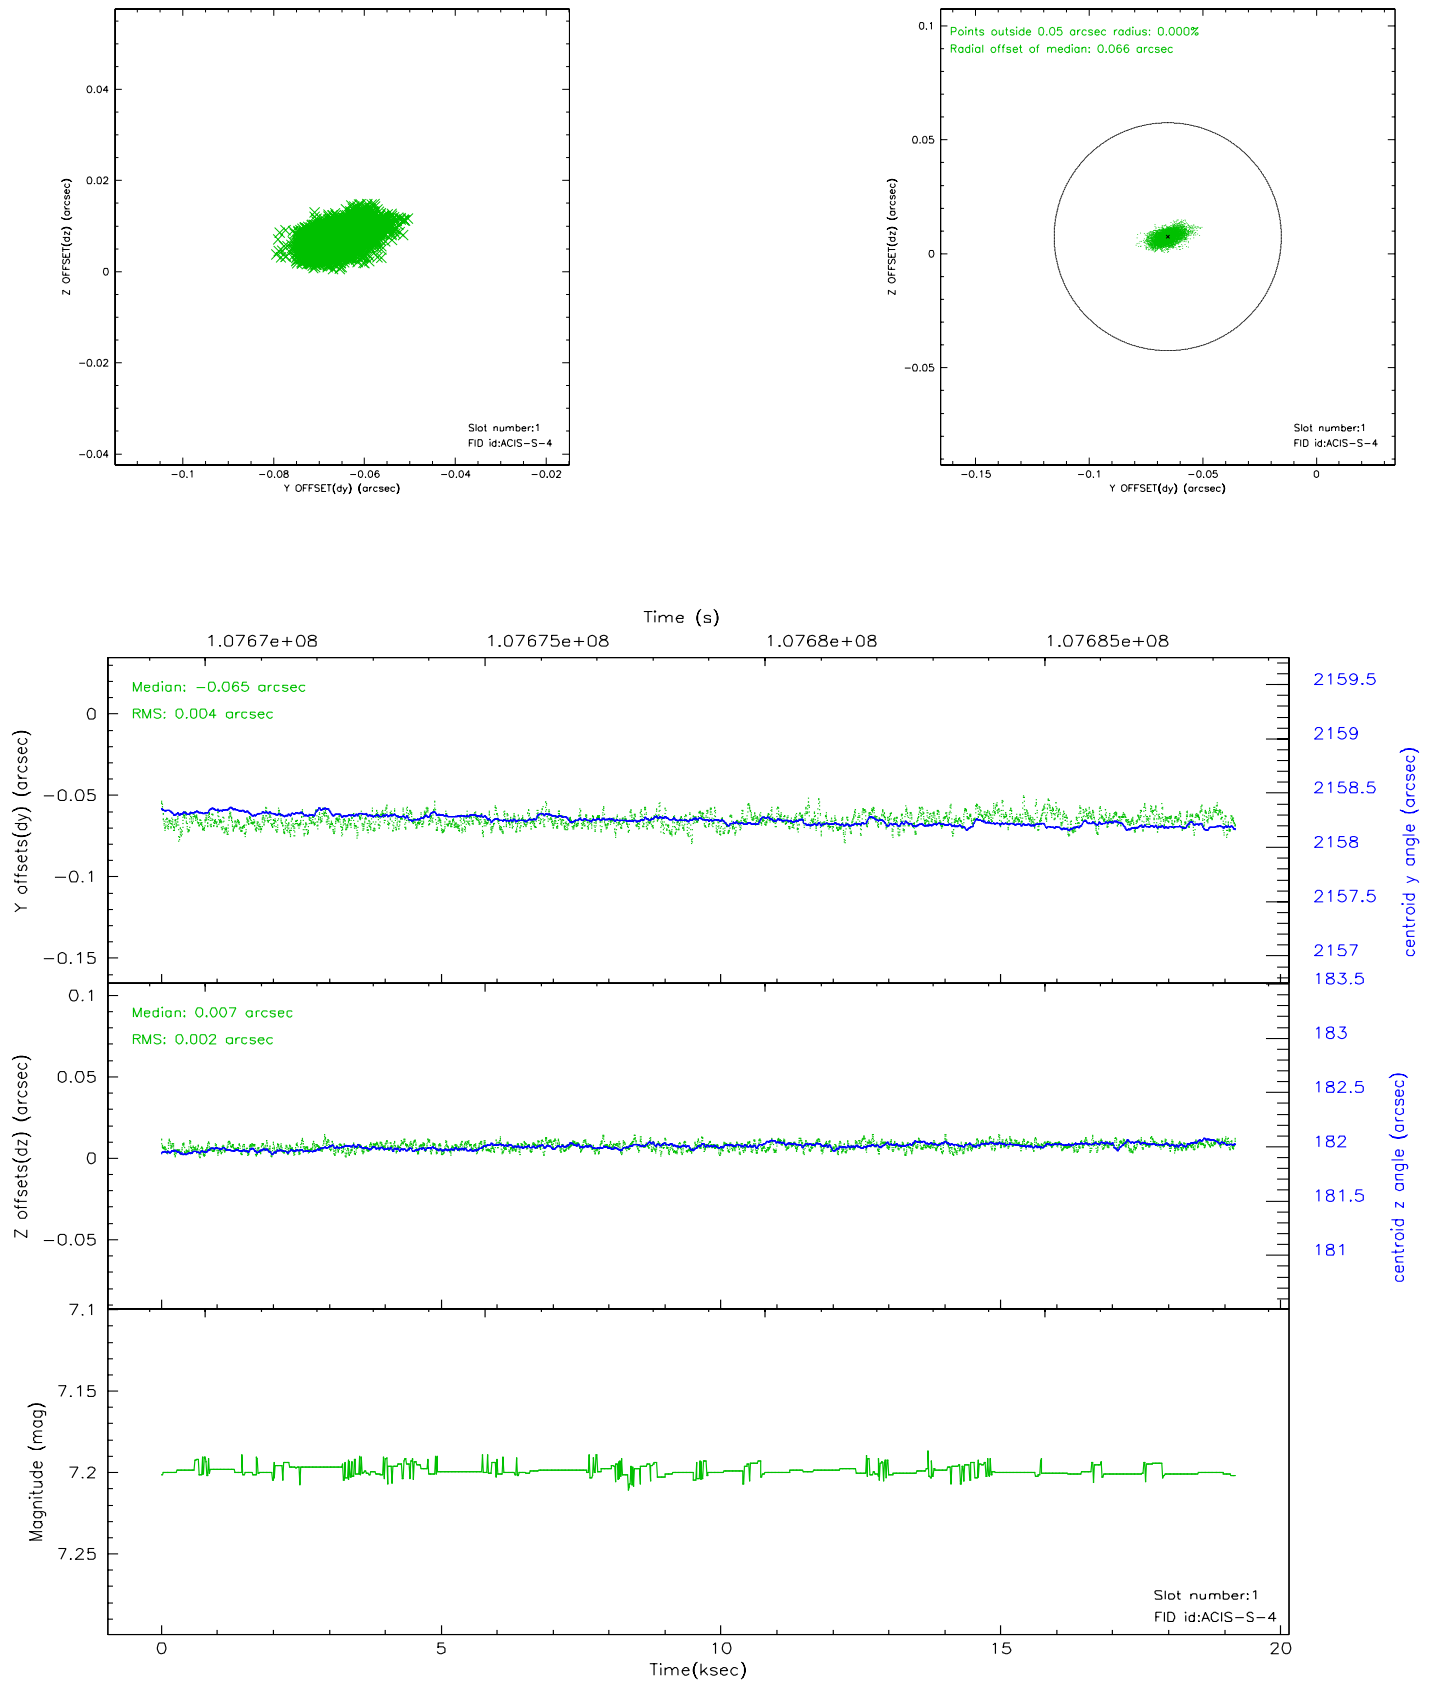 0.04
0.02
0
−0.02
−0.04
Z OFFSET(dz) (arcsec)
Slot number:1
FID id:ACIS−S−4
−0.1
−0.08
−0.06
−0.04
−0.02
Y OFFSET(dy) (arcsec)
Points outside 0.05 arcsec radius: 0.000%
Radial offset of median: 0.066 arcsec
0.1
0.05
0
−0.05
Z OFFSET(dz) (arcsec)
Slot number:1
FID id:ACIS−S−4
−0.15
−0.1
−0.05
0
Y OFFSET(dy) (arcsec)
Time (s)
1.0767e+08
1.07675e+08
1.0768e+08
1.07685e+08
Median: −0.065 arcsec
RMS: 0.004 arcsec
0
−0.05
−0.1
−0.15
Y offsets(dy) (arcsec)
2159.5
2159
2158.5
2158
2157.5
2157
centroid y angle (arcsec)
Median: 0.007 arcsec
RMS: 0.002 arcsec
0.1
0.05
0
−0.05
Z offsets(dz) (arcsec)
183.5
183
182.5
182
181.5
181
centroid z angle (arcsec)
7.1
7.15
7.2
7.25
Magnitude (mag)
Slot number:1
FID id:ACIS−S−4
0
5
10
15
20
Time(ksec)